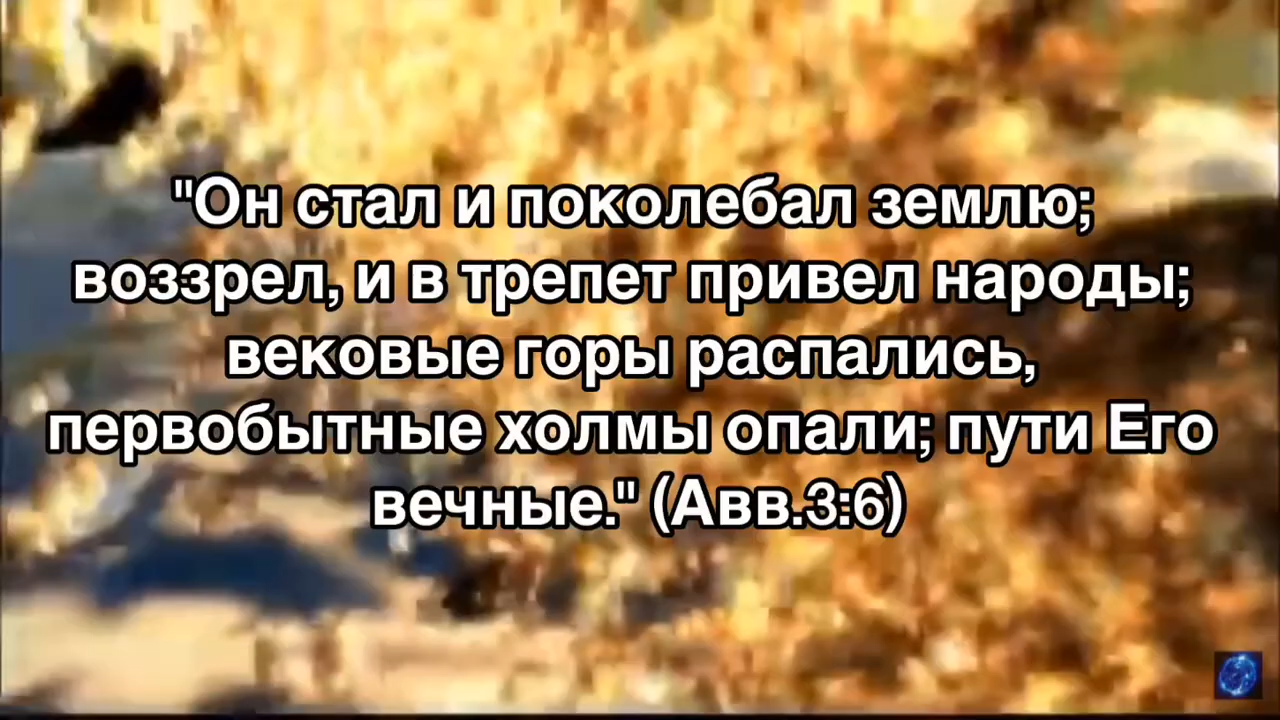 "Он стал и поколебал землю;
воззрел, и в трепет привел народы;
вековые горы распались,
первобытные холмы опали; пути Его
вечные." (Авв.3:6)